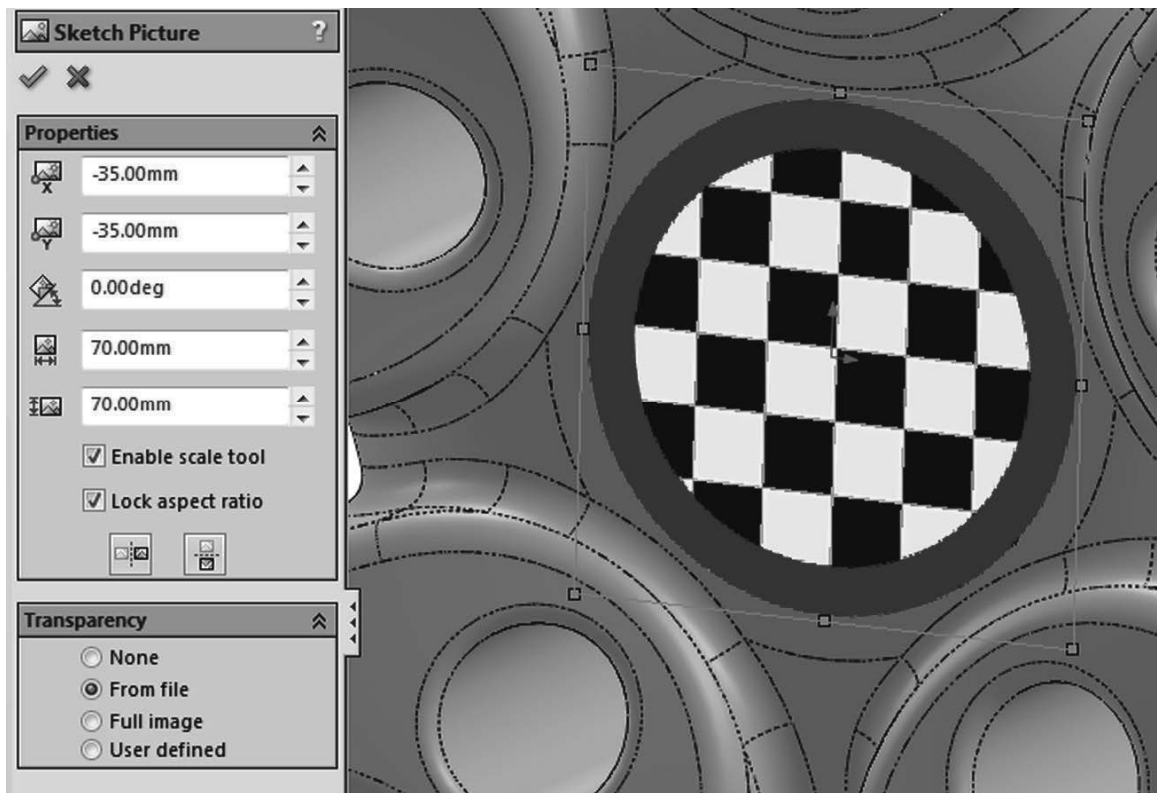 Sketch Picture ?
Properties
X -35.00mm
Y -35.00mm
0.00deg
70.00mm
70.00mm
Enable scale tool
Lock aspect ratio
Transparency
None
From file
Full image
User defined